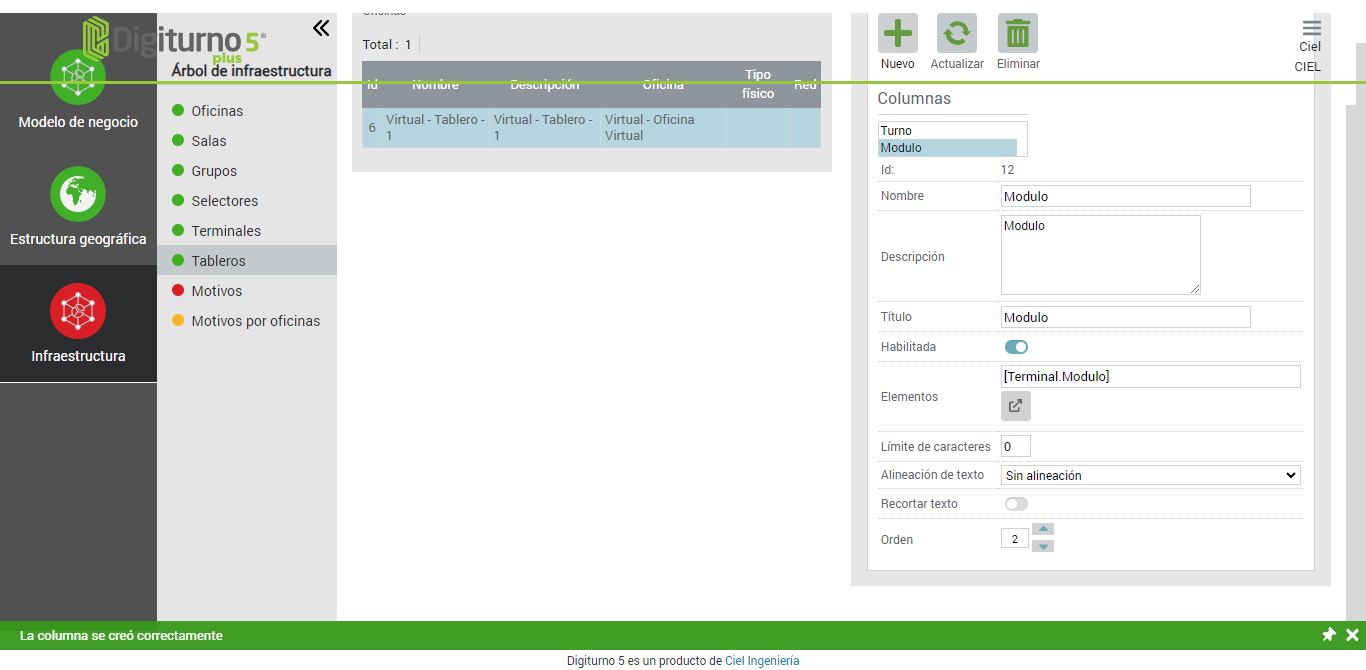 Digiturno 5
plus
Árbol de infraestructura
Modelo de negocio
Estructura geográfica
Infraestructura
Oficinas
Salas
Grupos
Selectores
Terminales
Tableros
Motivos
Motivos por oficinas
Oficinas
Total : 1
Id Nombre Descripción Oficina Tipo físico Red
6 Virtual - Tablero - 1 Virtual - Tablero - 1 Virtual - Oficina Virtual
Nuevo Actualizar Eliminar
Ciel
CIEL
Columnas
Turno
Modulo
Id: 12
Nombre Modulo
Descripción Modulo
Título Modulo
Habilitada
Elementos [Terminal.Modulo]
Límite de caracteres 0
Alineación de texto Sin alineación
Recortar texto
Orden 2
La columna se creó correctamente
Digiturno 5 es un producto de Ciel Ingeniería